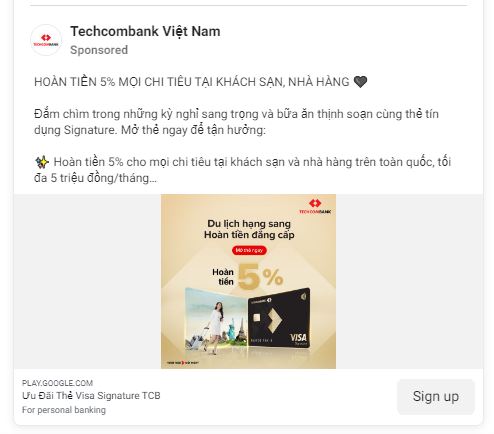 Techcombank Việt Nam
Sponsored
HOÀN TIỀN 5% MỌI CHI TIÊU TẠI KHÁCH SẠN, NHÀ HÀNG 🖤
Đắm chìm trong những kỳ nghỉ sang trọng và bữa ăn thịnh soạn cùng thẻ tín
dụng Signature. Mở thẻ ngay để tận hưởng:
✨ Hoàn tiền 5% cho mọi chi tiêu tại khách sạn và nhà hàng trên toàn quốc, tối
đa 5 triệu đồng/tháng...
TECHCOMBANK
Du lịch hạng sang
Hoàn tiền đẳng cấp
Mở thẻ ngay
Hoàn
tiền 5%
TECHCOMBANK
VISA
Signature
PLAY.GOOGLE.COM
Ưu Đãi Thẻ Visa Signature TCB
For personal banking
Sign up